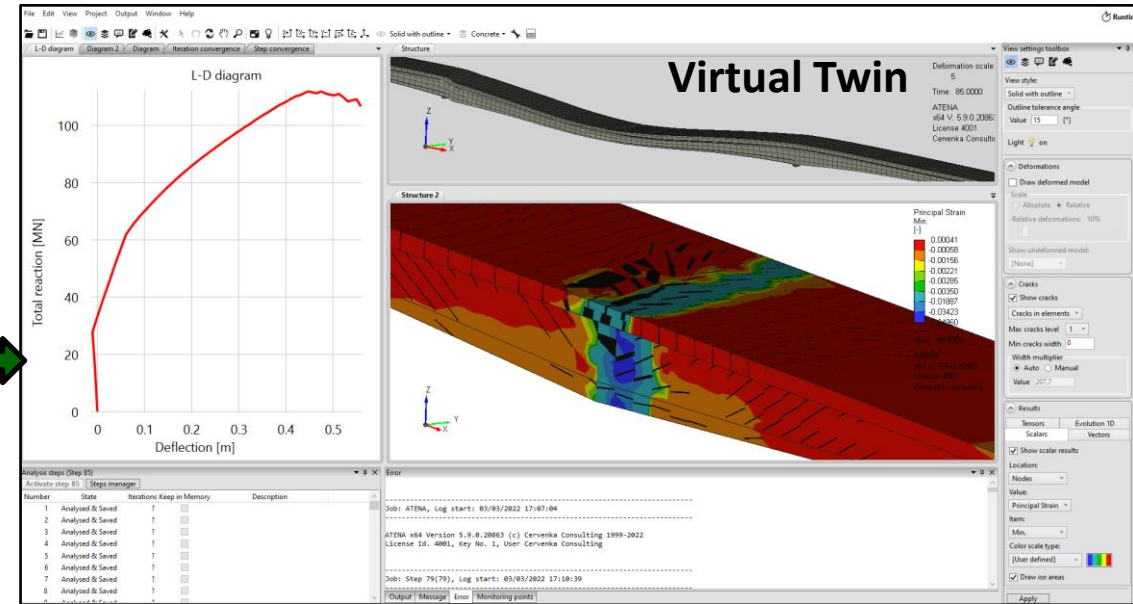 File Edit View Project Output Window Help
Runtim
Solid with outline
Concrete
L-D diagram Diagram 2 Diagram Iteration convergence Step convergence
L-D diagram
Total reaction [MN]
100
80
60
40
20
0
0 0.1 0.2 0.3 0.4 0.5
Deflection [m]
Structure
Virtual Twin
Deformation scale:
5.
Time: 85.0000
ATENA
x64 V. 5.9.0.20863
License 4001
Cervenka Consulti
Z
Y
X
Structure 2
Principal Strain
Min.
[-]
0.00041
-0.00058
-0.00156
-0.00221
-0.00285
-0.00350
-0.01887
-0.03423
Z
Y
X
View settings toolbox
View style:
Solid with outline
Outline tolerance angle
Value 15 [°]
Light on
Deformations
Draw deformed model
Scale
Absolute Relative
Relative deformations: 10%
Show undeformed model:
[None]
Cracks
Show cracks
Cracks in elements
Max cracks level 1
Min cracks width 0
Width multiplier
Auto Manual
Value 207.7
Results
Tensors Evolution 1D
Scalars Vectors
Show scalar results
Location:
Nodes
Value:
Principal Strain
Item:
Min.
Color scale type:
[User defined]
Draw iso areas
Apply
Analysis steps (Step 85)
Activate step 85 Steps manager
Number State Iterations Keep in Memory Description
1 Analysed & Saved ?
2 Analysed & Saved ?
3 Analysed & Saved ?
4 Analysed & Saved ?
5 Analysed & Saved ?
6 Analysed & Saved ?
7 Analysed & Saved ?
8 Analysed & Saved ?
Error
Job: ATENA, Log start: 03/03/2022 17:07:04
ATENA x64 Version 5.9.0.20863 (c) Cervenka Consulting 1999-2022
License Id. 4001, Key No. 1, User Cervenka Consulting
Job: Step 79(79), Log start: 03/03/2022 17:10:39
Output Message Error Monitoring points